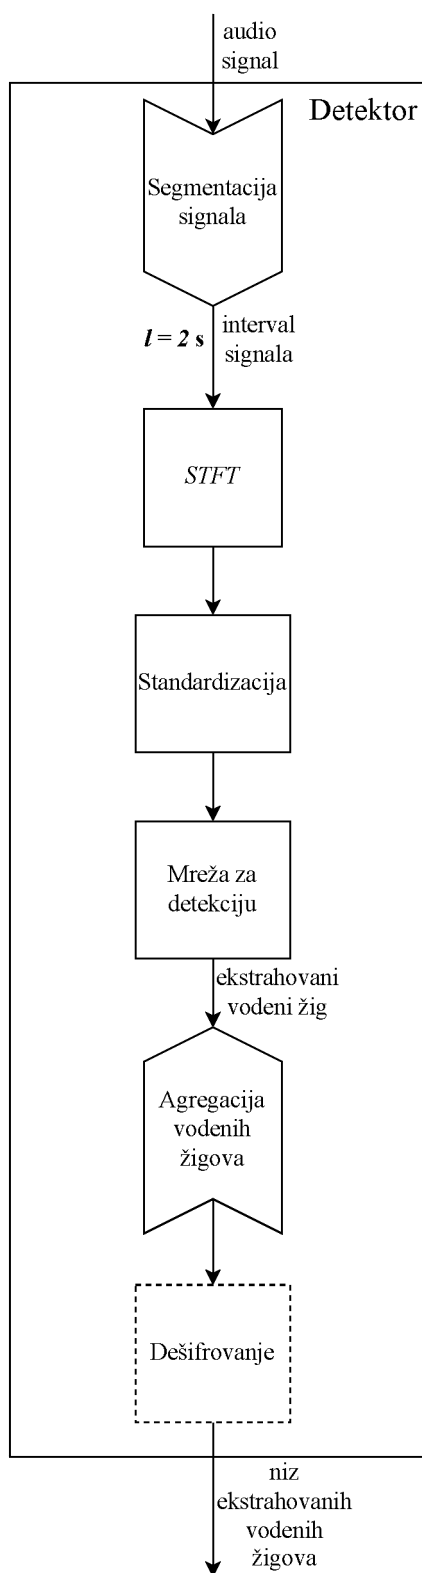 audio
signal
Detektor
Segmentacija
signala
l = 2 s
interval
signala
STFT
Standardizacija
Mreža za
detekciju
ekstrahovani
vodeni žig
Agregacija
vodenih
žigova
Dešifrovanje
niz
ekstrahovanih
vodenih
žigova